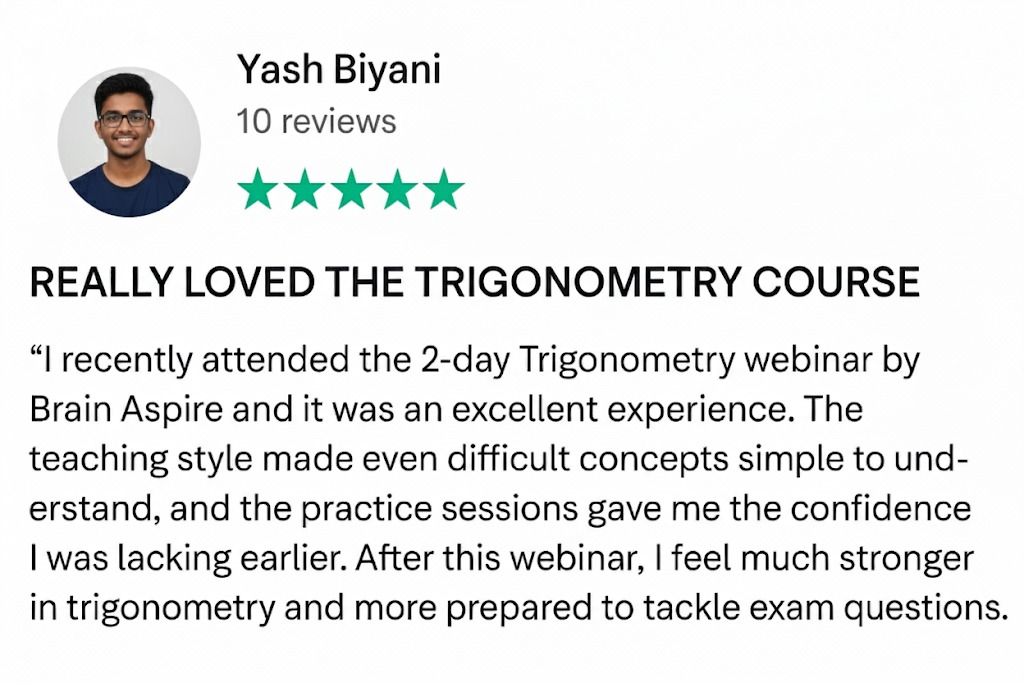 Yash Biyani
10 reviews
REALLY LOVED THE TRIGONOMETRY COURSE
“I recently attended the 2-day Trigonometry webinar by
Brain Aspire and it was an excellent experience. The
teaching style made even difficult concepts simple to und-
erstand, and the practice sessions gave me the confidence
I was lacking earlier. After this webinar, I feel much stronger
in trigonometry and more prepared to tackle exam questions.